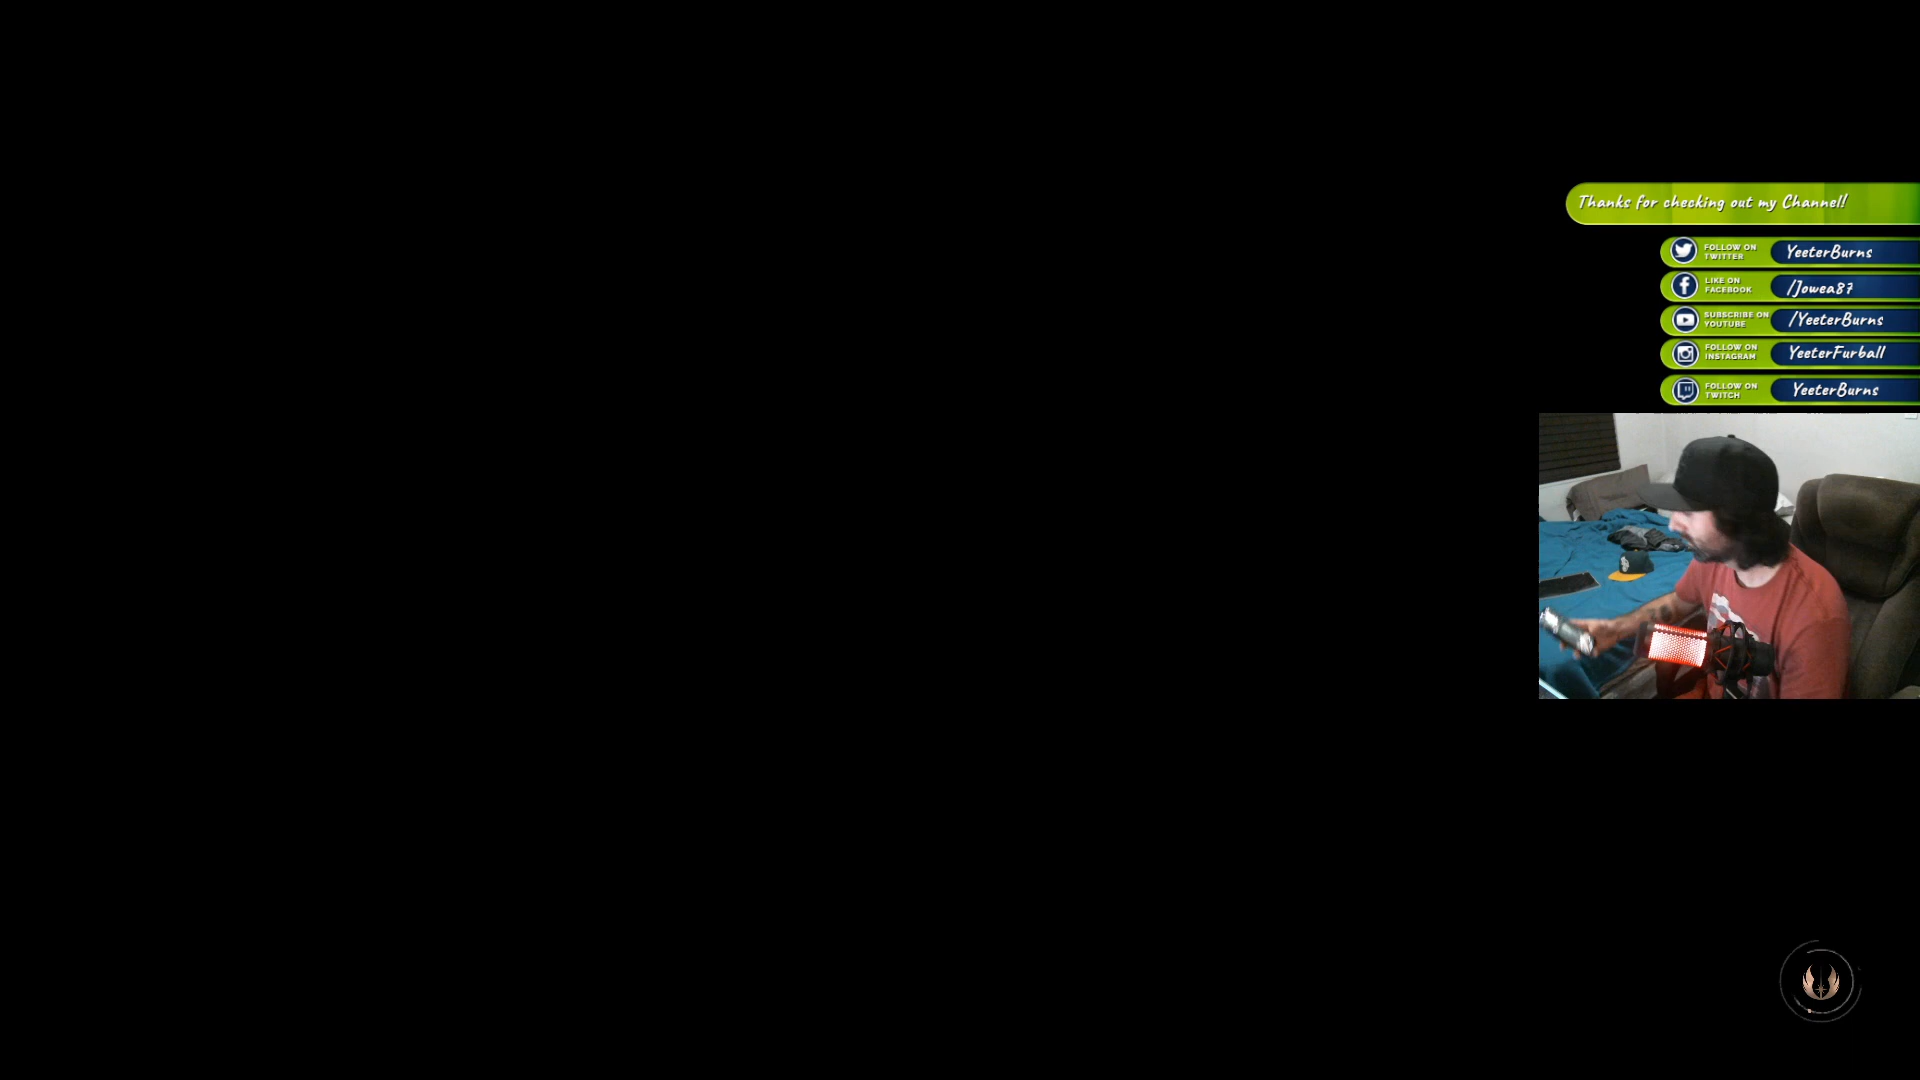 Thanks for checking out my Channel!
FOLLOW ON
TWITTER
YeeterBurns
LIKE ON
FACEBOOK
/Jowea87
SUBSCRIBE ON
YOUTUBE
/YeeterBurns
FOLLOW ON
INSTAGRAM
YeeterFurball
FOLLOW ON
TWITCH
YeeterBurns